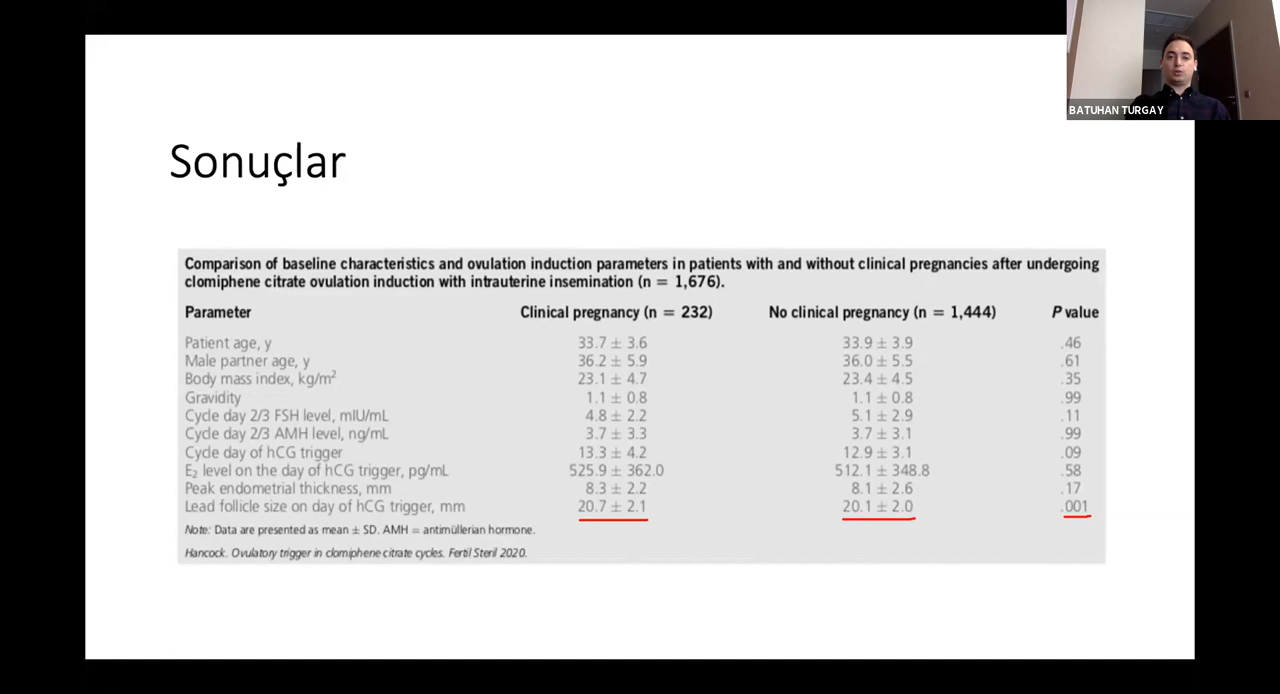 BATUHAN TURGAY
Sonuçlar
Comparison of baseline characteristics and ovulation induction parameters in patients with and without clinical pregnancies after undergoing
clomiphene citrate ovulation induction with intrauterine insemination (n = 1,676).
Parameter Clinical pregnancy (n = 232) No clinical pregnancy (n = 1,444) P value
Patient age, y 33.7 ± 3.6 33.9 ± 3.9 .46
Male partner age, y 36.2 ± 5.9 36.0 ± 5.5 .61
Body mass index, kg/m² 23.1 ± 4.7 23.4 ± 4.5 .35
Gravidity 1.1 ± 0.8 1.1 ± 0.8 .99
Cycle day 2/3 FSH level, mIU/mL 4.8 ± 2.2 5.1 ± 2.9 .11
Cycle day 2/3 AMH level, ng/mL 3.7 ± 3.3 3.7 ± 3.1 .99
Cycle day of hCG trigger 13.3 ± 4.2 12.9 ± 3.1 .09
E₂ level on the day of hCG trigger, pg/mL 525.9 ± 362.0 512.1 ± 348.8 .58
Peak endometrial thickness, mm 8.3 ± 2.2 8.1 ± 2.6 .17
Lead follicle size on day of hCG trigger, mm 20.7 ± 2.1 20.1 ± 2.0 .001
Note: Data are presented as mean ± SD. AMH = antimüllerian hormone.
Hancock. Ovulatory trigger in clomiphene citrate cycles. Fertil Steril 2020.